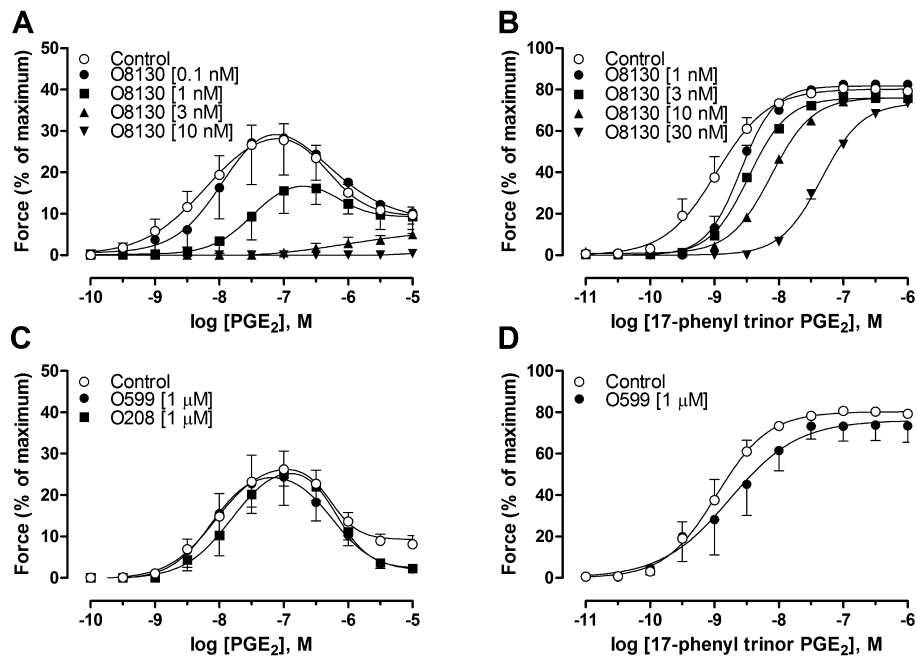 A
Force (% of maximum)
50
40
30
20
10
0
Control
O8130 [0.1 nM]
O8130 [1 nM]
O8130 [3 nM]
O8130 [10 nM]
-10 -9 -8 -7 -6 -5
log [PGE2], M
B
Force (% of maximum)
100
80
60
40
20
0
Control
O8130 [1 nM]
O8130 [3 nM]
O8130 [10 nM]
O8130 [30 nM]
-11 -10 -9 -8 -7 -6
log [17-phenyl trinor PGE2], M
C
Force (% of maximum)
50
40
30
20
10
0
Control
O599 [1 μM]
O208 [1 μM]
-10 -9 -8 -7 -6 -5
log [PGE2], M
D
Force (% of maximum)
100
80
60
40
20
0
Control
O599 [1 μM]
-11 -10 -9 -8 -7 -6
log [17-phenyl trinor PGE2], M